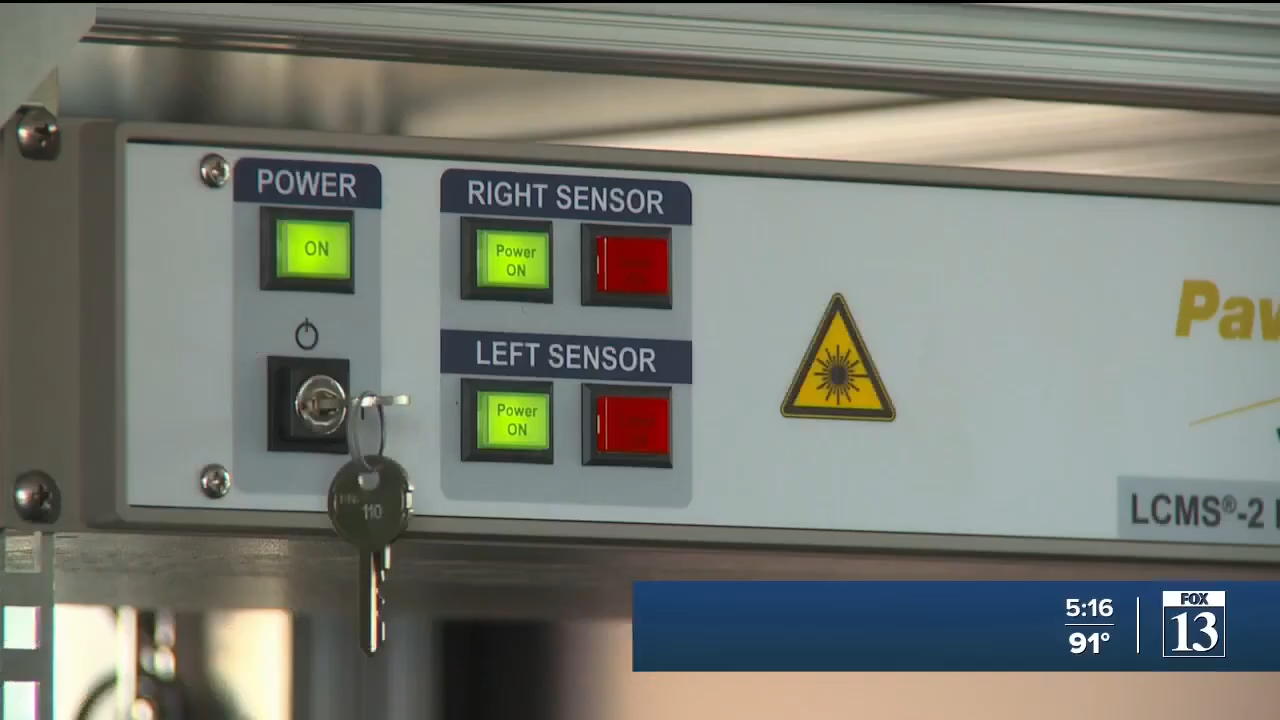 POWER
ON
RIGHT SENSOR
Power
ON
LEFT SENSOR
Power
ON
110
Pav
LCMS®-2
5:16
91°
FOX
13